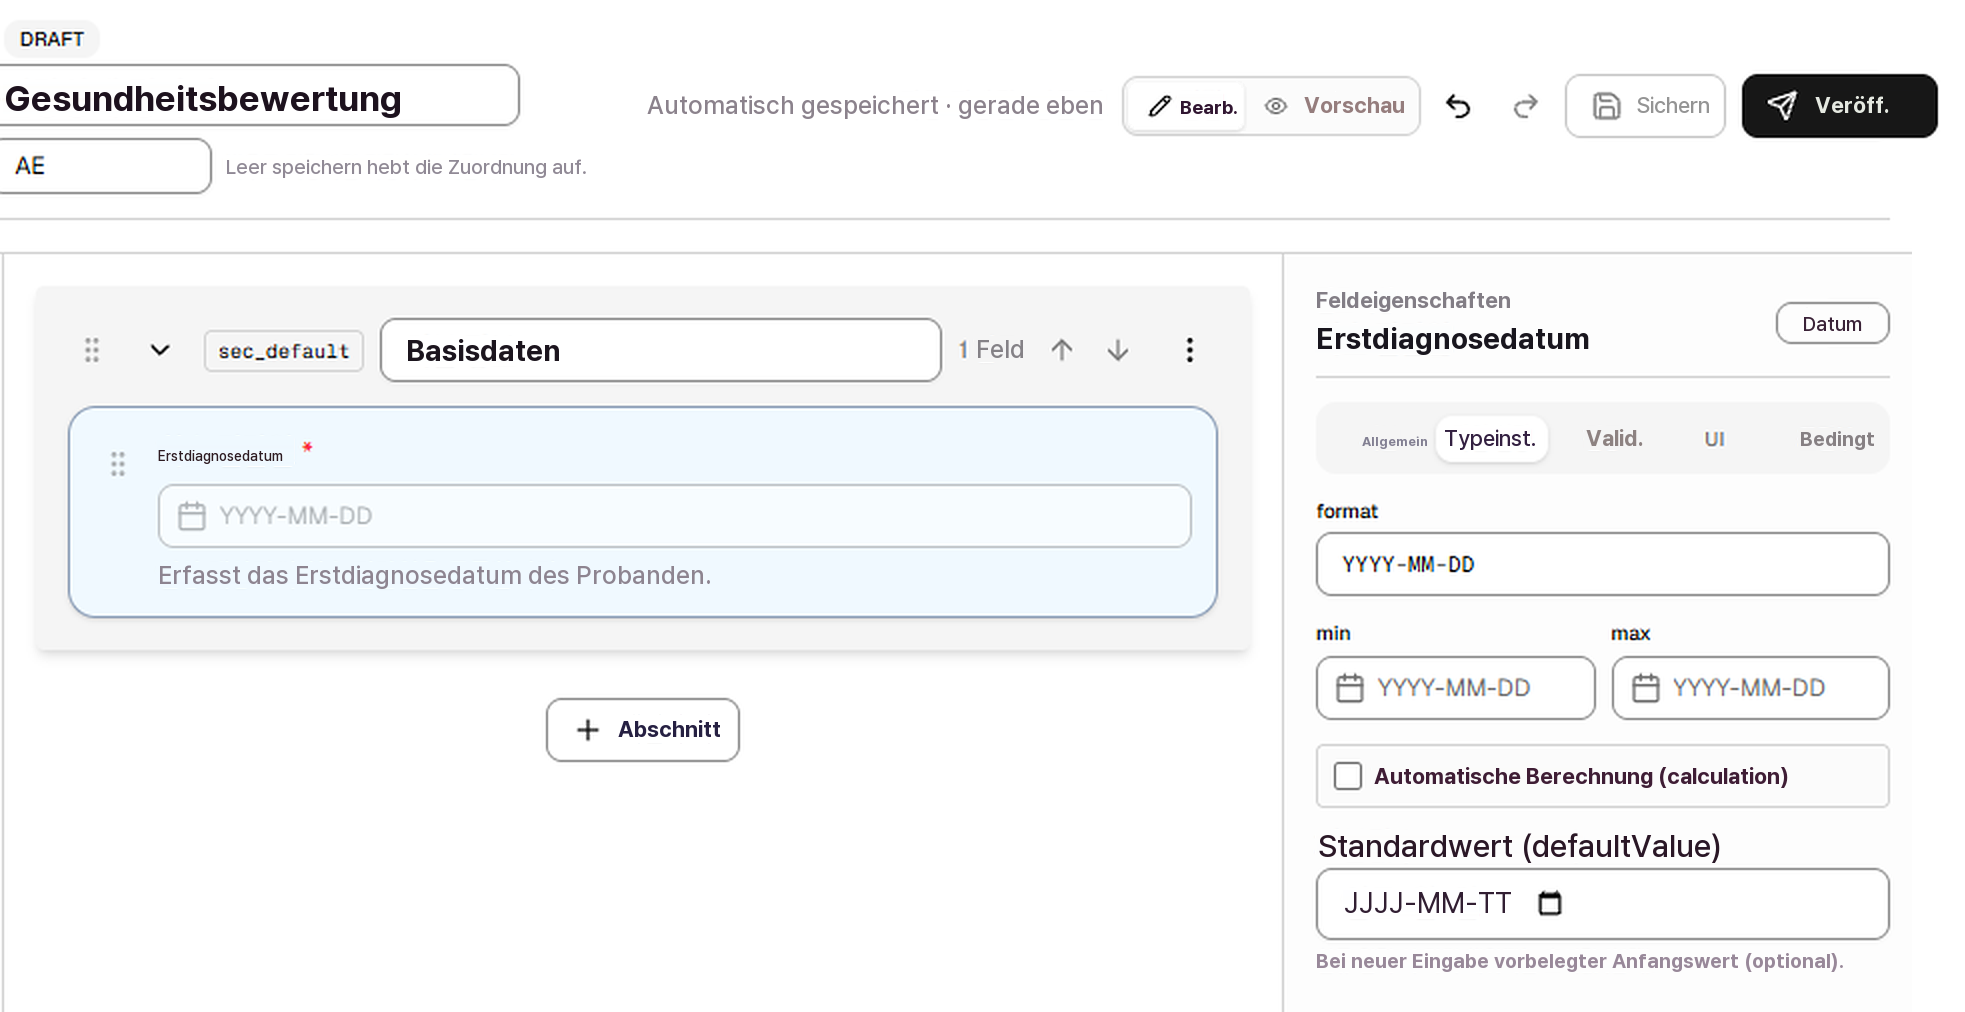 DRAFT
Gesundheitsbewertung
Automatisch gespeichert · gerade eben
Bearb.
Vorschau
Sichern
Veröff.
AE
Leer speichern hebt die Zuordnung auf.
sec_default
Basisdaten
1 Feld
Erstdiagnosedatum *
YYYY-MM-DD
Erfasst das Erstdiagnosedatum des Probanden.
Abschnitt
Feldeigenschaften
Erstdiagnosedatum
Datum
Allgemein
Typeinst.
Valid.
UI
Bedingt
format
YYYY-MM-DD
min
max
YYYY-MM-DD
YYYY-MM-DD
Automatische Berechnung (calculation)
Standardwert (defaultValue)
JJJJ-MM-TT
Bei neuer Eingabe vorbelegter Anfangswert (optional).